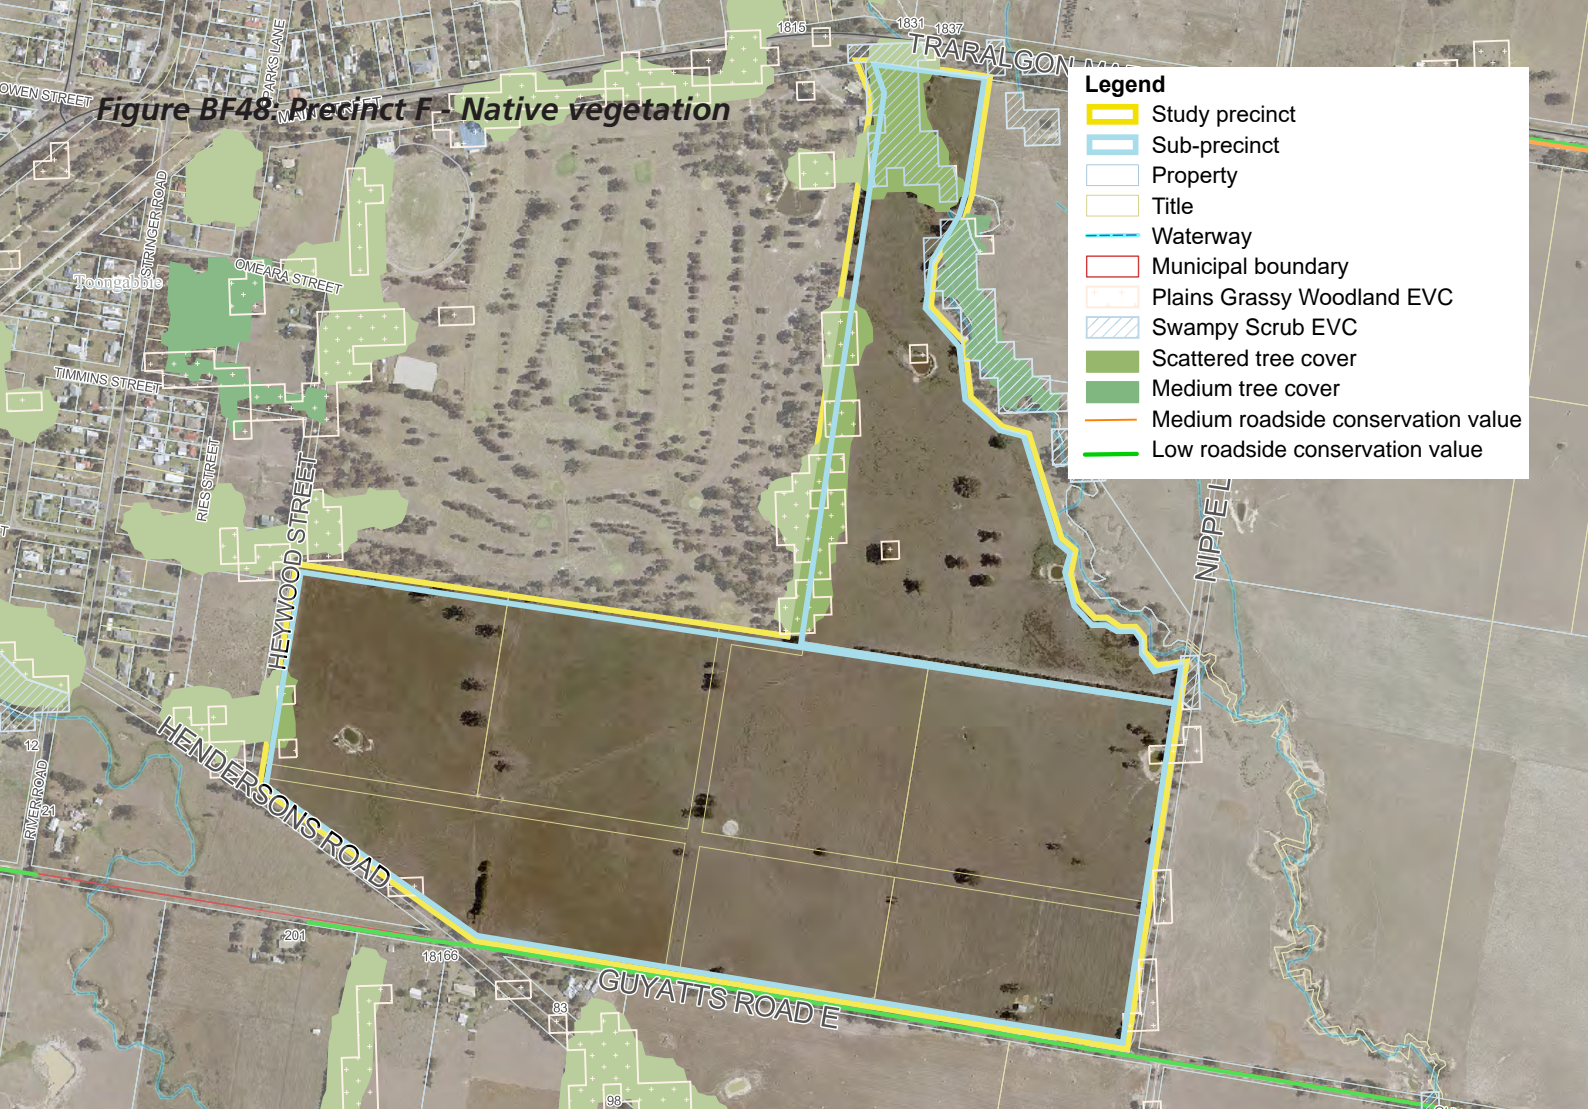 1815
1831
1837
TRARALGON-MA
OWEN STREET
PARKS LANE
MAIN
Figure BF48: Precinct F - Native vegetation
Legend
Study precinct
Sub-precinct
Property
Title
Waterway
Municipal boundary
Plains Grassy Woodland EVC
Swampy Scrub EVC
Scattered tree cover
Medium tree cover
Medium roadside conservation value
Low roadside conservation value
STRINGER ROAD
OMEARA STREET
Toongabbie
TIMMINS STREET
RIES STREET
HEYWOOD STREET
NIPPE L
HENDERSONS ROAD
12
21
RIVER ROAD
201
18166
GUYATTS ROAD E
83
98